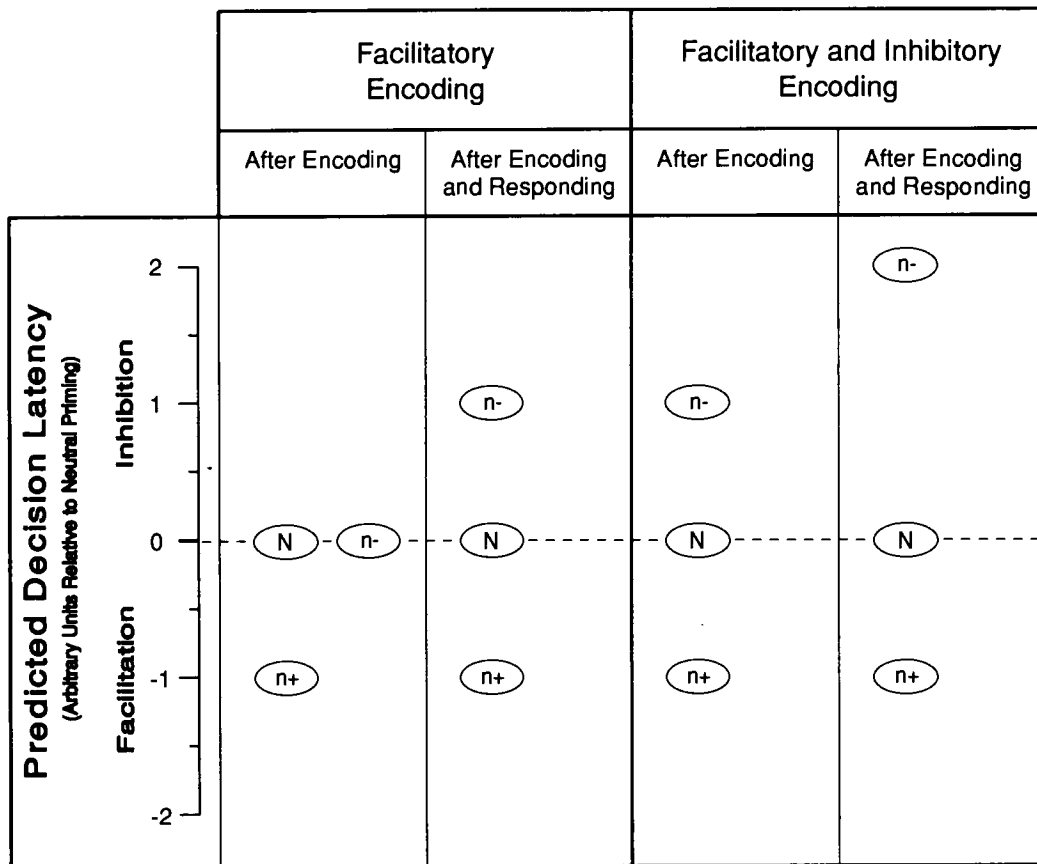 Facilitatory
Encoding
Facilitatory and Inhibitory
Encoding
After Encoding
After Encoding
and Responding
After Encoding
After Encoding
and Responding
Predicted Decision Latency
(Arbitrary Units Relative to Neutral Priming)
Inhibition
Facilitation
2
n-
1
n-
n-
0
N
n-
N
N
N
-1
n+
n+
n+
n+
-2